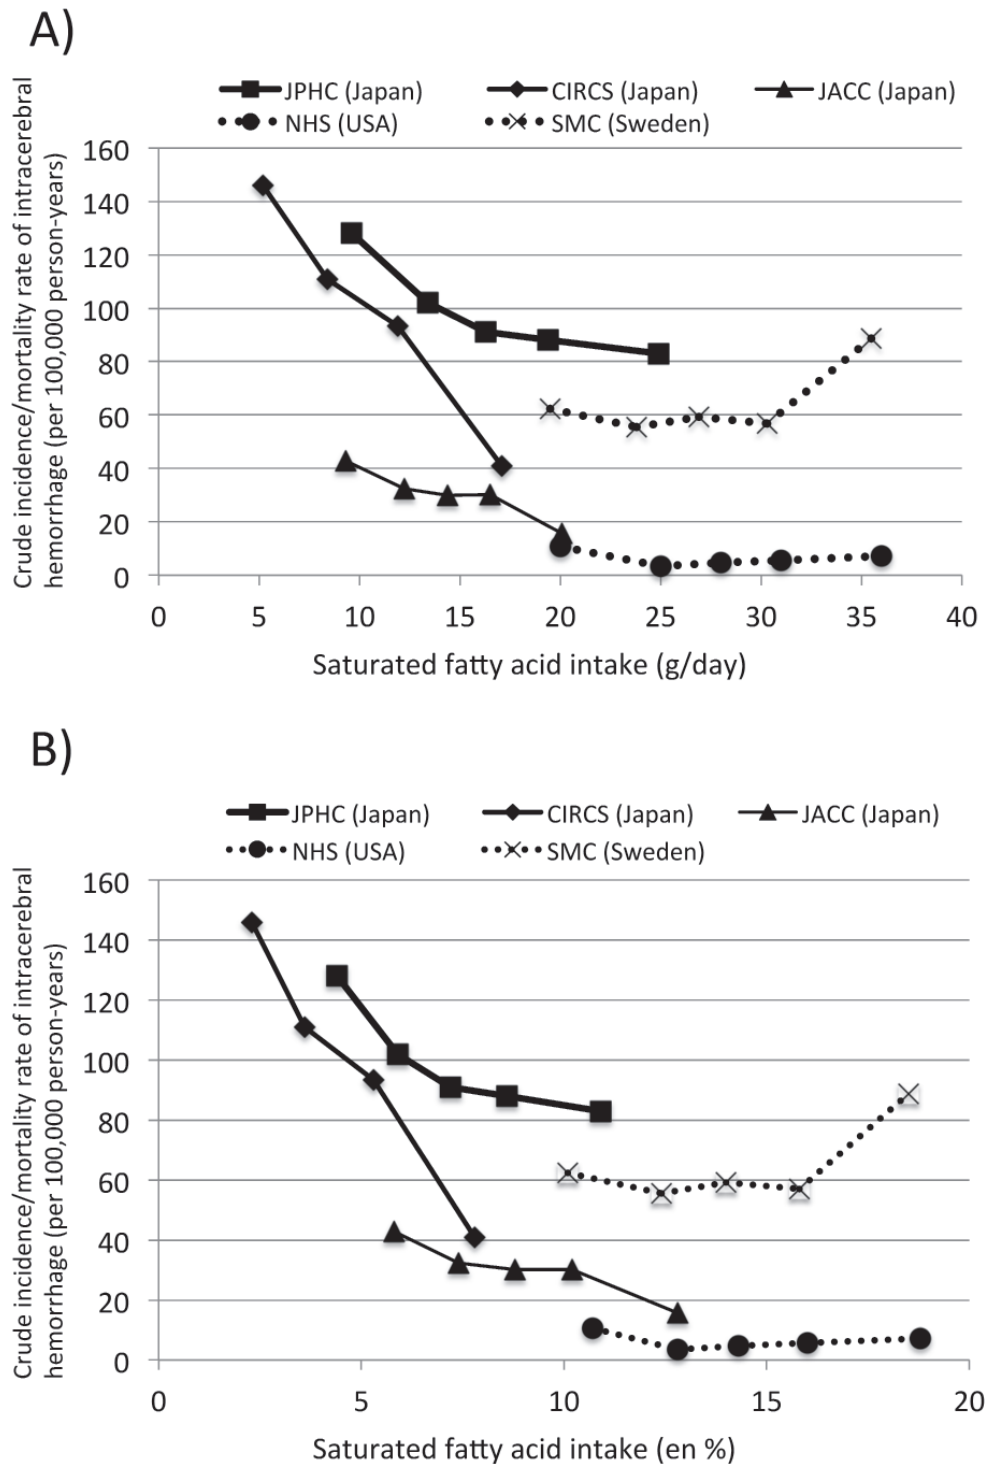 A)
JPHC (Japan) CIRCS (Japan) JACC (Japan)
NHS (USA) SMC (Sweden)
Crude incidence/mortality rate of intracerebral
hemorrhage (per 100,000 person-years)
160
140
120
100
80
60
40
20
0
0 5 10 15 20 25 30 35 40
Saturated fatty acid intake (g/day)
B)
JPHC (Japan) CIRCS (Japan) JACC (Japan)
NHS (USA) SMC (Sweden)
Crude incidence/mortality rate of intracerebral
hemorrhage (per 100,000 person-years)
160
140
120
100
80
60
40
20
0
0 5 10 15 20
Saturated fatty acid intake (en %)